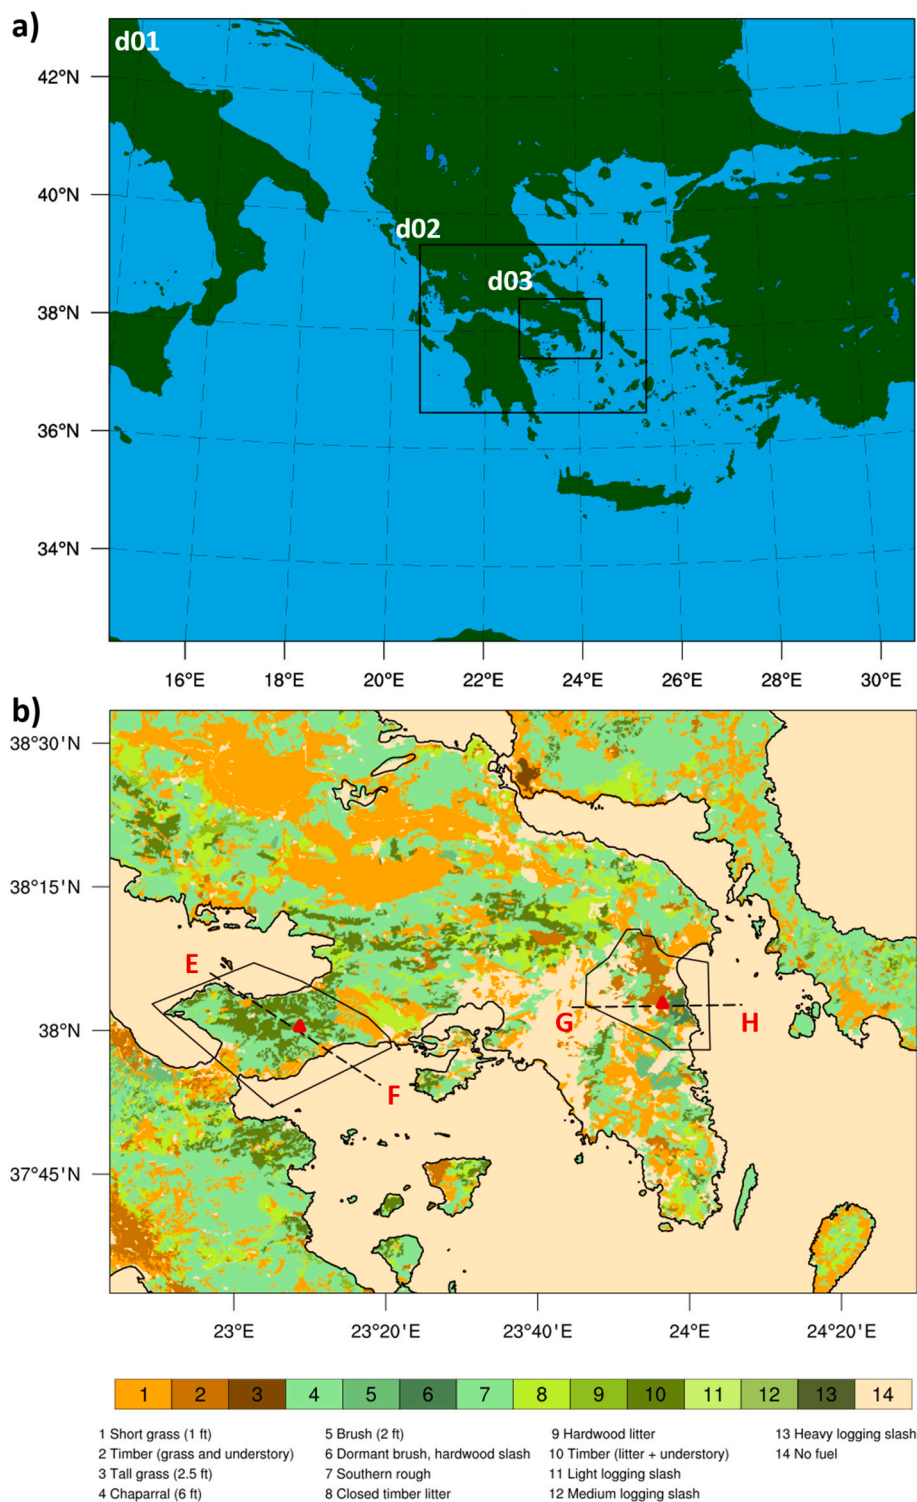 a)
d01
42°N
40°N
d02
d03
38°N
36°N
34°N
16°E 18°E 20°E 22°E 24°E 26°E 28°E 30°E
b)
38°30'N
38°15'N
E
38°N
G
H
F
37°45'N
23°E 23°20'E 23°40'E 24°E 24°20'E
1 2 3 4 5 6 7 8 9 10 11 12 13 14
1 Short grass (1 ft)
2 Timber (grass and understory)
3 Tall grass (2.5 ft)
4 Chaparral (6 ft)
5 Brush (2 ft)
6 Dormant brush, hardwood slash
7 Southern rough
8 Closed timber litter
9 Hardwood litter
10 Timber (litter + understory)
11 Light logging slash
12 Medium logging slash
13 Heavy logging slash
14 No fuel